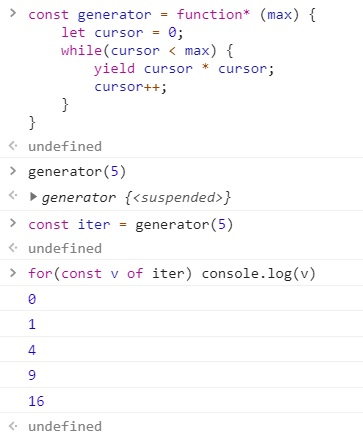 > const generator = function* (max) {
    let cursor = 0;
    while(cursor < max) {
        yield cursor * cursor;
        cursor++;
    }
}
undefined
> generator(5)
▶ generator {<suspended>}
> const iter = generator(5)
undefined
> for(const v of iter) console.log(v)
0
1
4
9
16
undefined